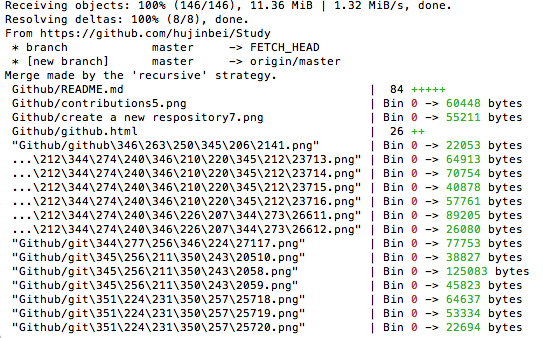 Receiving objects: 100% (146/146), 11.36 MiB | 1.32 MiB/s, done.
Resolving deltas: 100% (8/8), done.
From https://github.com/hujinbei/Study
 * branch            master     -> FETCH_HEAD
 * [new branch]      master     -> origin/master
Merge made by the 'recursive' strategy.
 Github/README.md                                   |  84 +++++
 Github/contributions5.png                          | Bin 0 -> 60448 bytes
 Github/create a new respository7.png               | Bin 0 -> 55211 bytes
 Github/github.html                                 |  26 ++
 "Github/github\346\263\250\345\206\2141.png"       | Bin 0 -> 22053 bytes
 ...\212\344\274\240\346\210\220\345\212\23713.png" | Bin 0 -> 64913 bytes
 ...\212\344\274\240\346\210\220\345\212\23714.png" | Bin 0 -> 70754 bytes
 ...\212\344\274\240\346\210\220\345\212\23715.png" | Bin 0 -> 40878 bytes
 ...\212\344\274\240\346\210\220\345\212\23716.png" | Bin 0 -> 57761 bytes
 ...\212\344\274\240\346\226\207\344\273\26611.png" | Bin 0 -> 89205 bytes
 ...\212\344\274\240\346\226\207\344\273\26612.png" | Bin 0 -> 26080 bytes
 "Github/git\344\277\256\346\224\27117.png"         | Bin 0 -> 77753 bytes
 "Github/git\345\256\211\350\243\20510.png"         | Bin 0 -> 38827 bytes
 "Github/git\345\256\211\350\243\2058.png"          | Bin 0 -> 125083 bytes
 "Github/git\345\256\211\350\243\2059.png"          | Bin 0 -> 45823 bytes
 "Github/git\351\224\231\350\257\25718.png"         | Bin 0 -> 64637 bytes
 "Github/git\351\224\231\350\257\25719.png"         | Bin 0 -> 53334 bytes
 "Github/git\351\224\231\350\257\25720.png"         | Bin 0 -> 22694 bytes